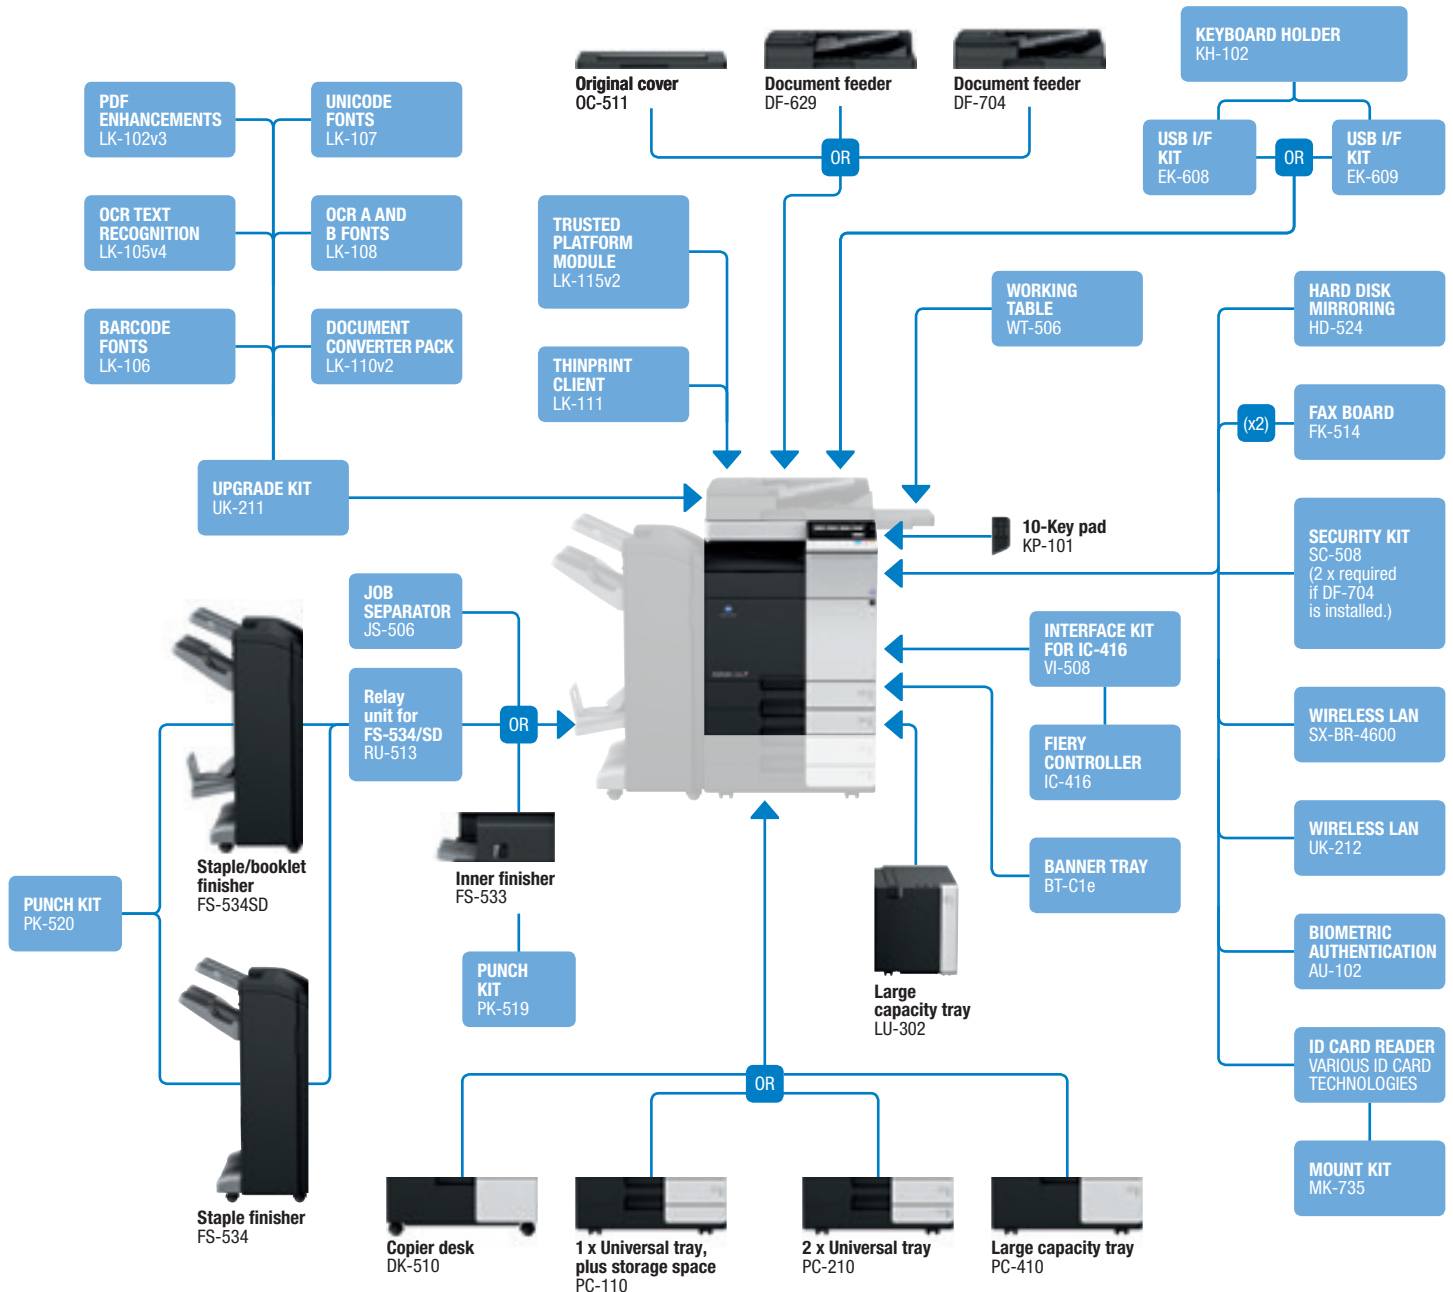 Original cover
OC-511
Document feeder
DF-629
Document feeder
DF-704
KEYBOARD HOLDER
KH-102
USB I/F
KIT
EK-608
OR
USB I/F
KIT
EK-609
OR
PDF
ENHANCEMENTS
LK-102v3
UNICODE
FONTS
LK-107
OCR TEXT
RECOGNITION
LK-105v4
OCR A AND
B FONTS
LK-108
BARCODE
FONTS
LK-106
DOCUMENT
CONVERTER PACK
LK-110v2
UPGRADE KIT
UK-211
TRUSTED
PLATFORM
MODULE
LK-115v2
THINPRINT
CLIENT
LK-111
WORKING
TABLE
WT-506
10-Key pad
KP-101
HARD DISK
MIRRORING
HD-524
(x2)
FAX BOARD
FK-514
SECURITY KIT
SC-508
(2 x required
if DF-704
is installed.)
WIRELESS LAN
SX-BR-4600
WIRELESS LAN
UK-212
BIOMETRIC
AUTHENTICATION
AU-102
ID CARD READER
VARIOUS ID CARD
TECHNOLOGIES
MOUNT KIT
MK-735
INTERFACE KIT
FOR IC-416
VI-508
FIERY
CONTROLLER
IC-416
BANNER TRAY
BT-C1e
Large
capacity tray
LU-302
JOB
SEPARATOR
JS-506
Relay
unit for
FS-534/SD
RU-513
OR
Inner finisher
FS-533
PUNCH
KIT
PK-519
Staple/booklet
finisher
FS-534SD
PUNCH KIT
PK-520
Staple finisher
FS-534
OR
Copier desk
DK-510
1 x Universal tray,
plus storage space
PC-110
2 x Universal tray
PC-210
Large capacity tray
PC-410